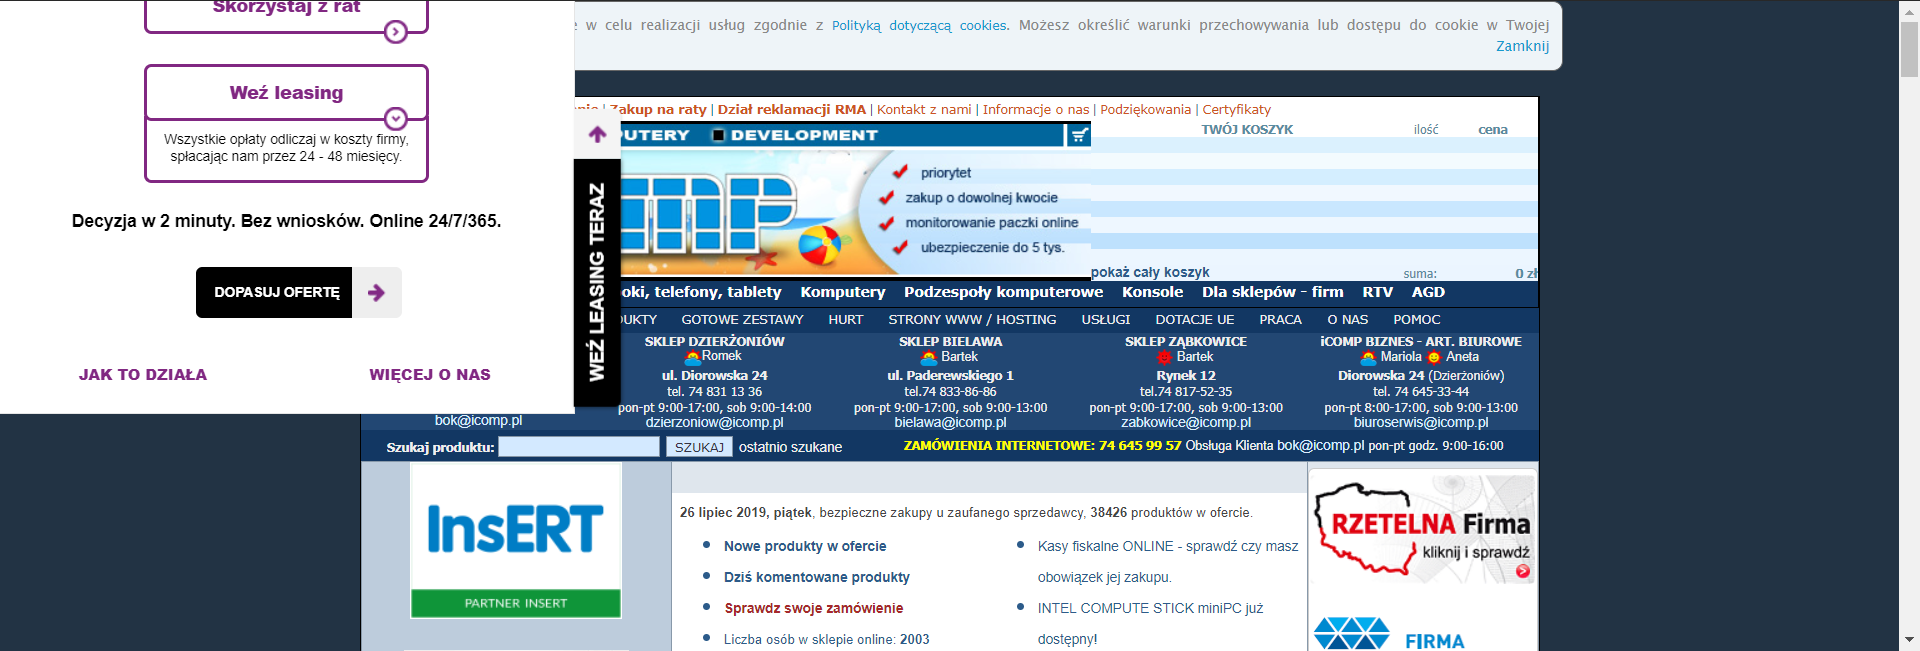 Skorzystaj z rat
w celu realizacji usług zgodnie z Polityką dotyczącą cookies. Możesz określić warunki przechowywania lub dostępu do cookie w Twojej
Zamknij
Weź leasing
Wszystkie opłaty odliczaj w koszty firmy,
spłacając nam przez 24 - 48 miesięcy.
Decyzja w 2 minuty. Bez wniosków. Online 24/7/365.
DOPASUJ OFERTĘ
JAK TO DZIAŁA
WIĘCEJ O NAS
WEŹ LEASING TERAZ
| Zakup na raty | Dział reklamacji RMA | Kontakt z nami | Informacje o nas | Podziękowania | Certyfikaty
PUTERY DEVELOPMENT
TWÓJ KOSZYK ilość cena
priorytet
zakup o dowolnej kwocie
monitorowanie paczki online
ubezpieczenie do 5 tys.
pokaż cały koszyk suma: 0 zł
oki, telefony, tablety Komputery Podzespoły komputerowe Konsole Dla sklepów - firm RTV AGD
DUKTY GOTOWE ZESTAWY HURT STRONY WWW / HOSTING USŁUGI DOTACJE UE PRACA O NAS POMOC
SKLEP DZIERŻONIÓW
Romek
ul. Diorowska 24
tel. 74 831 13 36
pon-pt 9:00-17:00, sob 9:00-14:00
dzierzoniow@icomp.pl
SKLEP BIELAWA
Bartek
ul. Paderewskiego 1
tel.74 833-86-86
pon-pt 9:00-17:00, sob 9:00-13:00
bielawa@icomp.pl
SKLEP ZĄBKOWICE
Bartek
Rynek 12
tel.74 817-52-35
pon-pt 9:00-17:00, sob 9:00-13:00
zabkowice@icomp.pl
iCOMP BIZNES - ART. BIUROWE
Mariola Aneta
Diorowska 24 (Dzierżoniów)
tel. 74 645-33-44
pon-pt 8:00-17:00, sob 9:00-13:00
biuroserwis@icomp.pl
bok@icomp.pl
Szukaj produktu: SZUKAJ ostatnio szukane
ZAMÓWIENIA INTERNETOWE: 74 645 99 57 Obsługa Klienta bok@icomp.pl pon-pt godz. 9:00-16:00
InsERT
PARTNER INSERT
26 lipiec 2019, piątek, bezpieczne zakupy u zaufanego sprzedawcy, 38426 produktów w ofercie.
Nowe produkty w ofercie
Dziś komentowane produkty
Sprawdz swoje zamówienie
Liczba osób w sklepie online: 2003
Kasy fiskalne ONLINE - sprawdź czy masz
obowiązek jej zakupu.
INTEL COMPUTE STICK miniPC już
dostępny!
RZETELNA Firma
kliknij i sprawdź
FIRMA